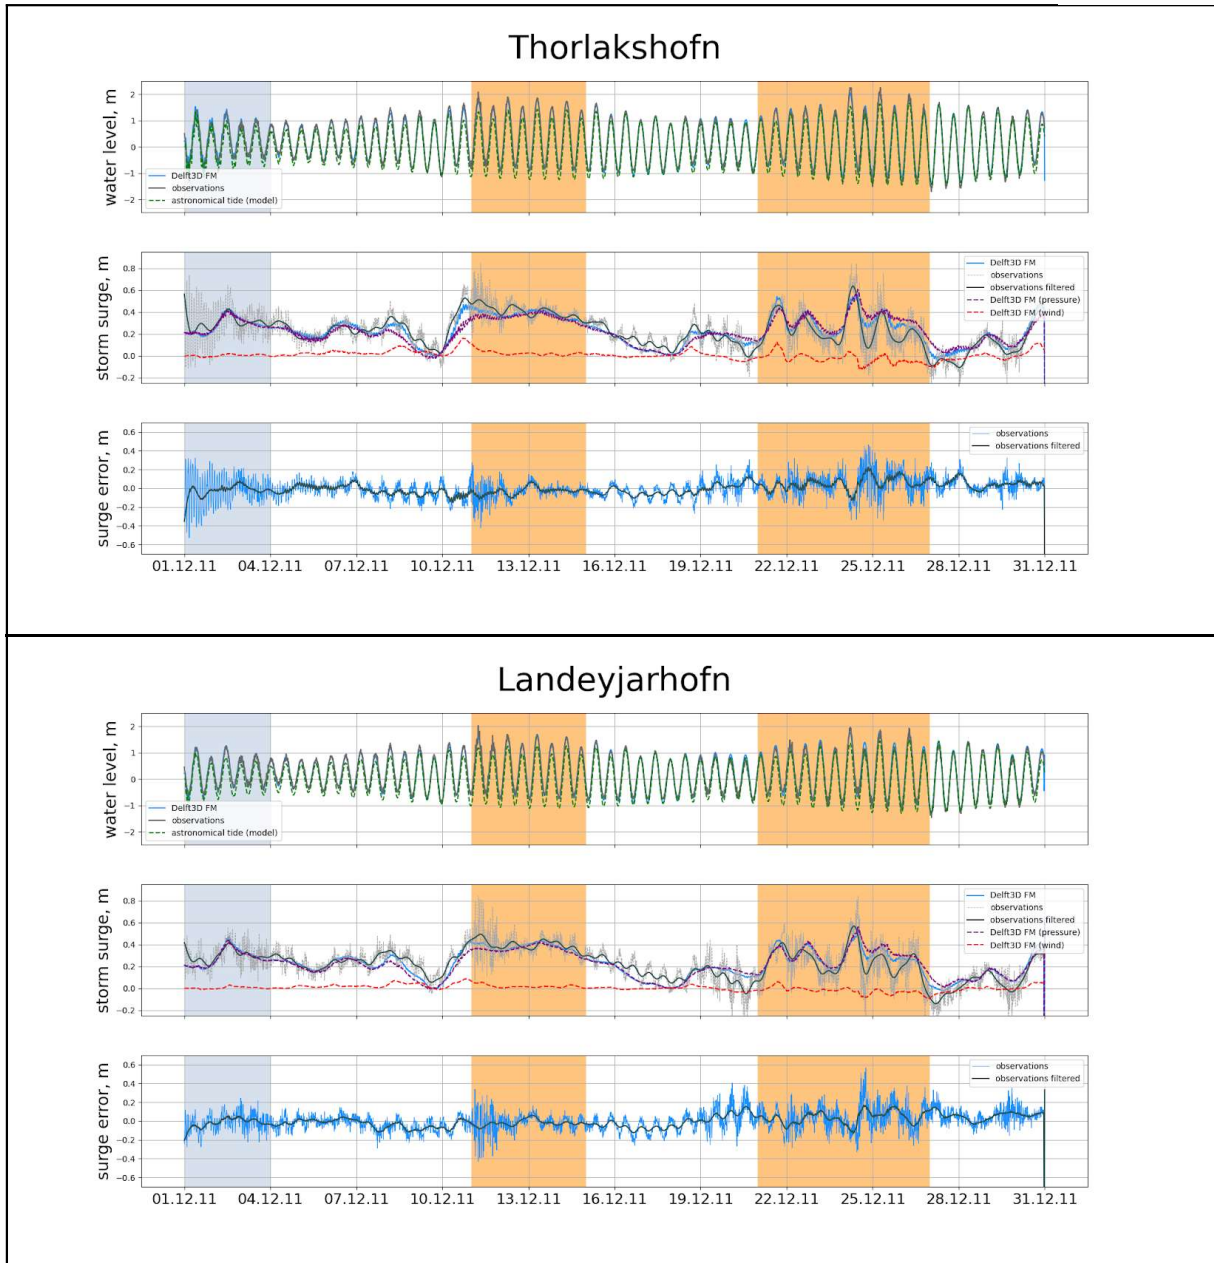 Thorlakshofn
water level, m
2
1
0
−1
−2
Delft3D FM
observations
astronomical tide (model)
storm surge, m
0.8
0.6
0.4
0.2
0.0
−0.2
Delft3D FM
observations
observations filtered
Delft3D FM (pressure)
Delft3D FM (wind)
surge error, m
0.6
0.4
0.2
0.0
−0.2
−0.4
−0.6
observations
observations filtered
01.12.11 04.12.11 07.12.11 10.12.11 13.12.11 16.12.11 19.12.11 22.12.11 25.12.11 28.12.11 31.12.11
Landeyjarhofn
water level, m
2
1
0
−1
−2
Delft3D FM
observations
astronomical tide (model)
storm surge, m
0.8
0.6
0.4
0.2
0.0
−0.2
Delft3D FM
observations
observations filtered
Delft3D FM (pressure)
Delft3D FM (wind)
surge error, m
0.6
0.4
0.2
0.0
−0.2
−0.4
−0.6
observations
observations filtered
01.12.11 04.12.11 07.12.11 10.12.11 13.12.11 16.12.11 19.12.11 22.12.11 25.12.11 28.12.11 31.12.11